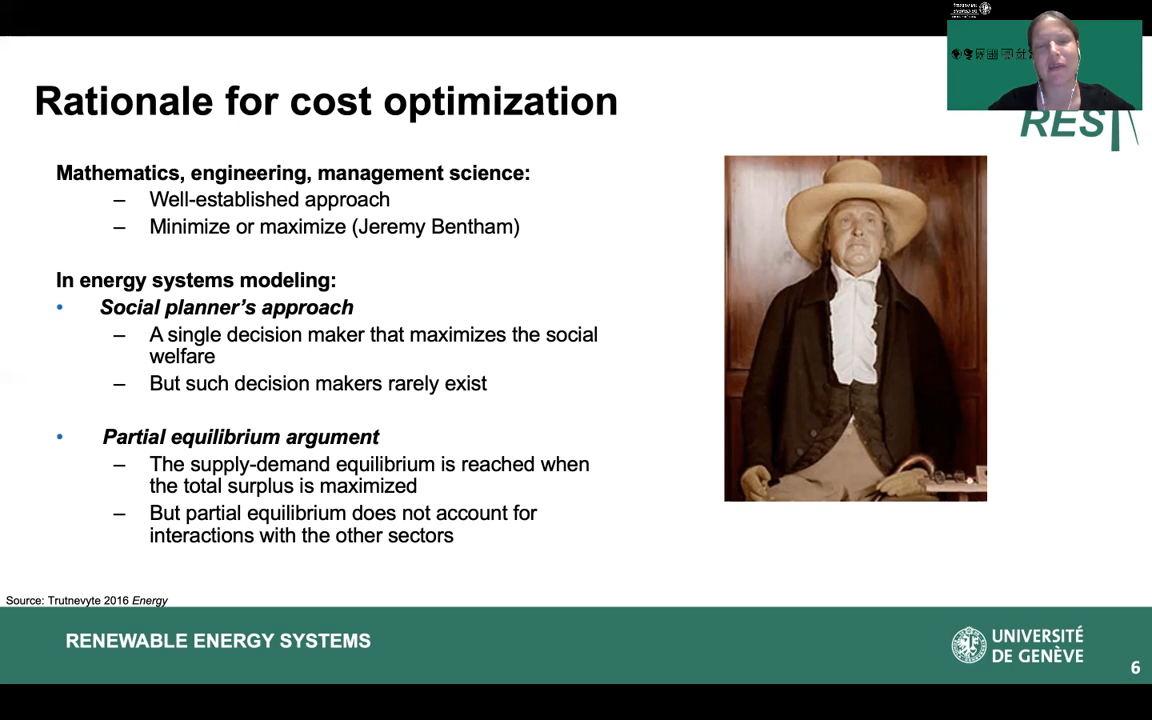 Rationale for cost optimization
RES
Mathematics, engineering, management science:
– Well-established approach
– Minimize or maximize (Jeremy Bentham)
In energy systems modeling:
• Social planner’s approach
– A single decision maker that maximizes the social
welfare
– But such decision makers rarely exist
• Partial equilibrium argument
– The supply-demand equilibrium is reached when
the total surplus is maximized
– But partial equilibrium does not account for
interactions with the other sectors
Source: Trutnevyte 2016 Energy
RENEWABLE ENERGY SYSTEMS
UNIVERSITÉ
DE GENÈVE
6